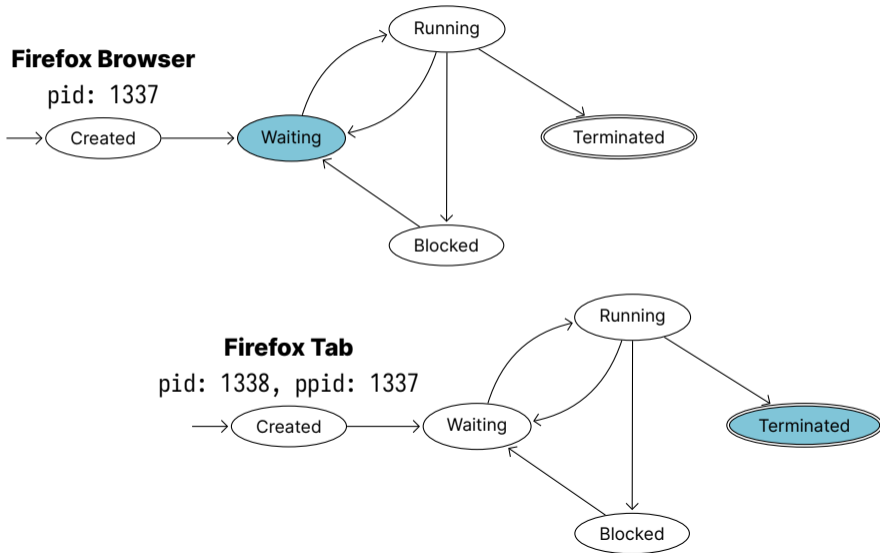 Running
Firefox Browser
pid: 1337
Created
Waiting
Terminated
Blocked
Running
Firefox Tab
pid: 1338, ppid: 1337
Created
Waiting
Terminated
Blocked